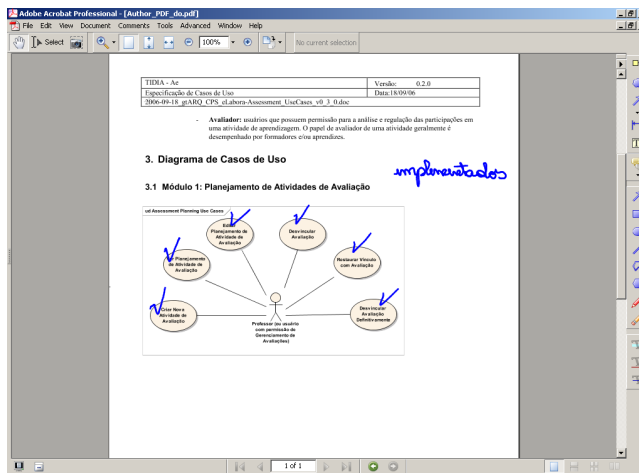 Adobe Acrobat Professional - [Author_PDF_do.pdf]
File Edit View Document Comments Tools Advanced Window Help
Select 100% No current selection
TIDIA - Ae Versão: 0.2.0
Especificação de Casos de Uso Data:18/09/06
2006-09-18_gtARQ_CPS_eLabora-Assessment_UseCases_v0_3_0.doc
- Avaliador: usuários que possuem permissão para a análise e regulação das participações em
uma atividade de aprendizagem. O papel de avaliador de uma atividade geralmente é
desempenhado por formadores e/ou aprendizes.
3. Diagrama de Casos de Uso
implementados
3.1 Módulo 1: Planejamento de Atividades de Avaliação
ud Assessment Planning Use Cases
Planejamento de
Atividade de
Avaliação
Desvincular
Avaliação
Planejamento
de Atividade de
Avaliação
Restaurar Vínculo
com Avaliação
Criar Nova
Atividade de
Avaliação
Desvincular
Avaliação
Definitivamente
Professor (ou usuário
com permissão de
Gerenciamento de
Avaliações)
1 of 1